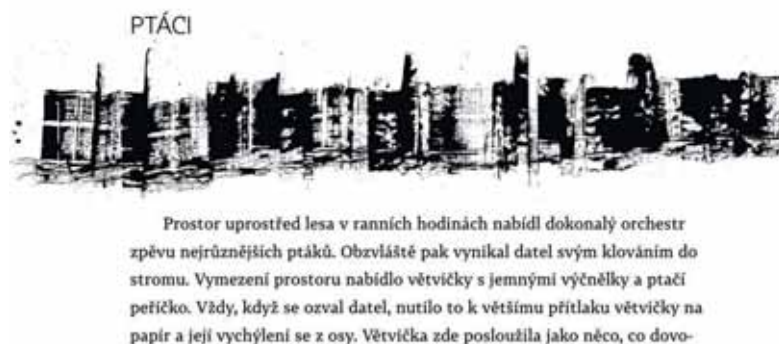 PTÁCI
Prostor uprostřed lesa v ranních hodinách nabídl dokonalý orchestr
zpěvu nejrůznějších ptáků. Obzvláště pak vynikal datel svým klováním do
stromu. Vymezení prostoru nabídlo větvičky s jemnými výčnělky a ptačí
peříčko. Vždy, když se ozval datel, nutilo to k většímu přítlaku větvičky na
papír a její vychýlení se z osy. Větvička zde posloužila jako něco, co dovo-